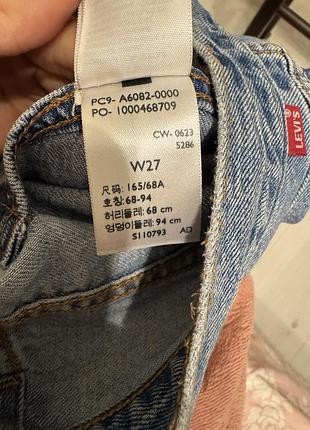 PC9- A6082-0000
PO- 1000468709
CW- 0623
5286
W27
尺码: 165/68A
호칭: 68-94
허리둘레: 68 cm
엉덩이둘레: 94 cm
S110793 AD
LEVI'S